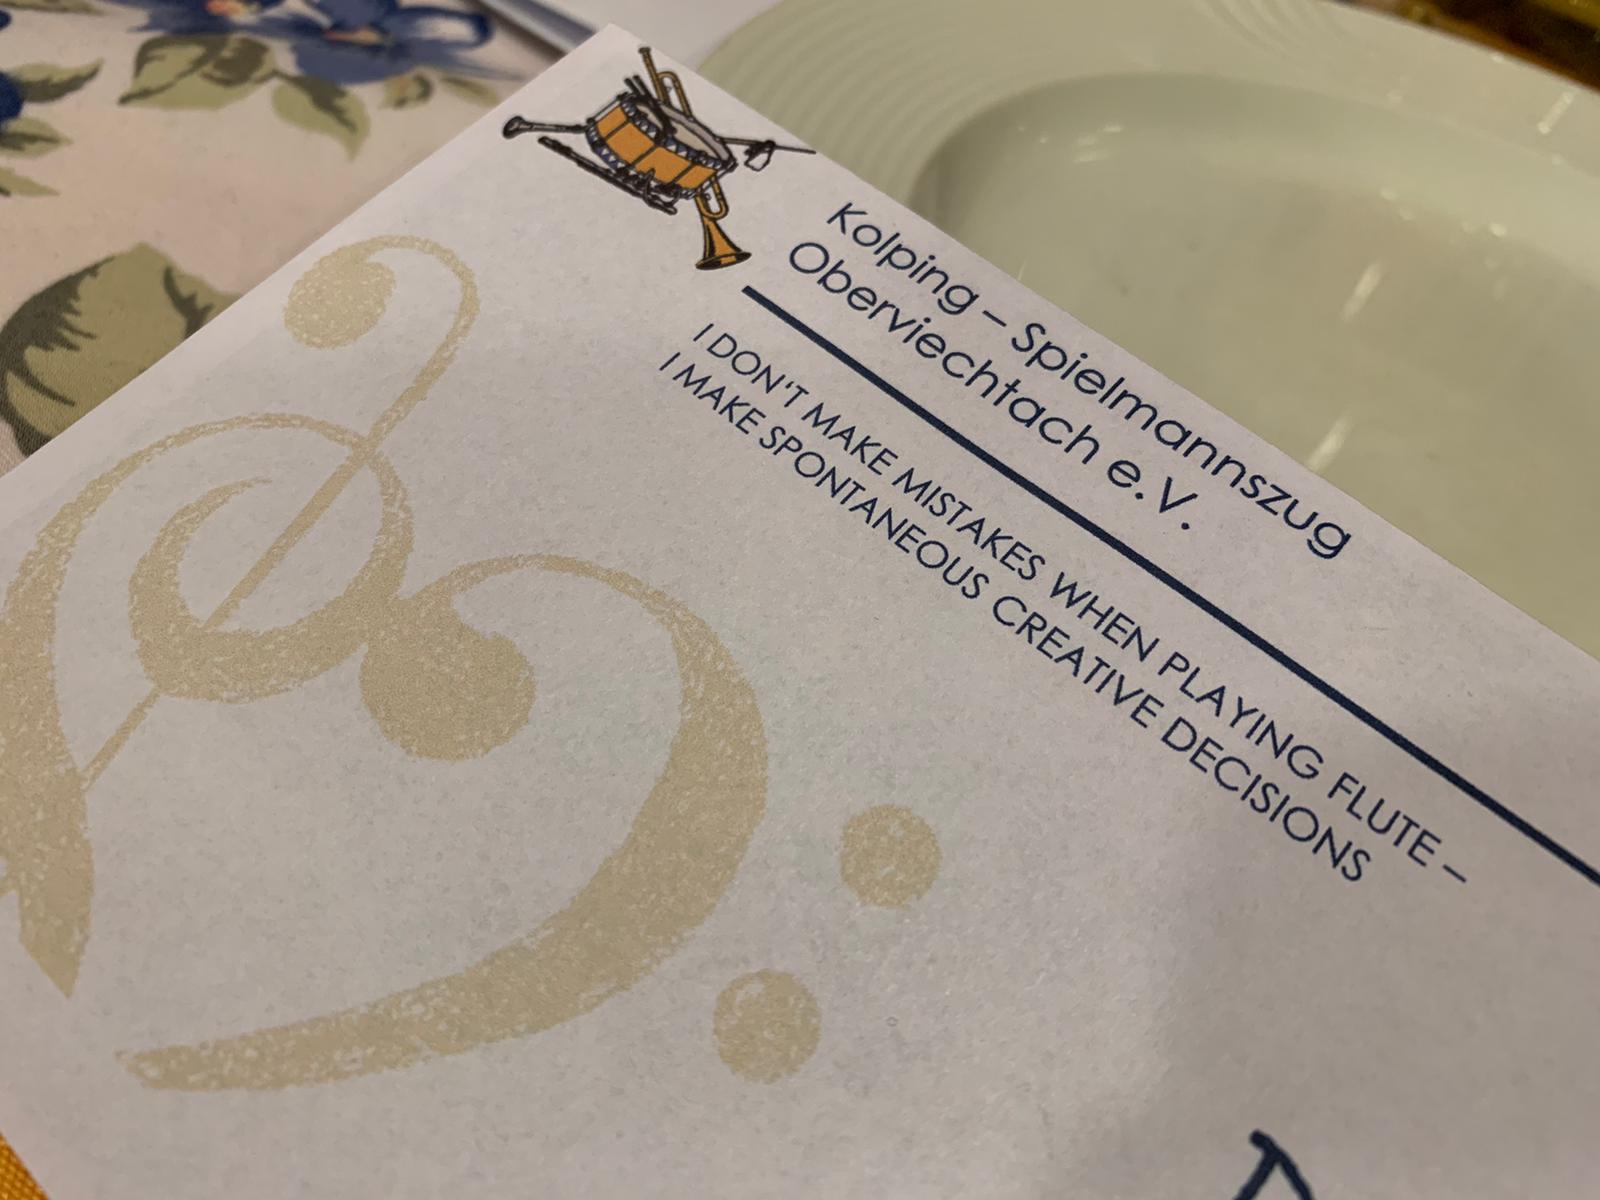 Kolping – Spielmannszug
Oberviechtach e.V.
I DON'T MAKE MISTAKES WHEN PLAYING FLUTE –
I MAKE SPONTANEOUS CREATIVE DECISIONS